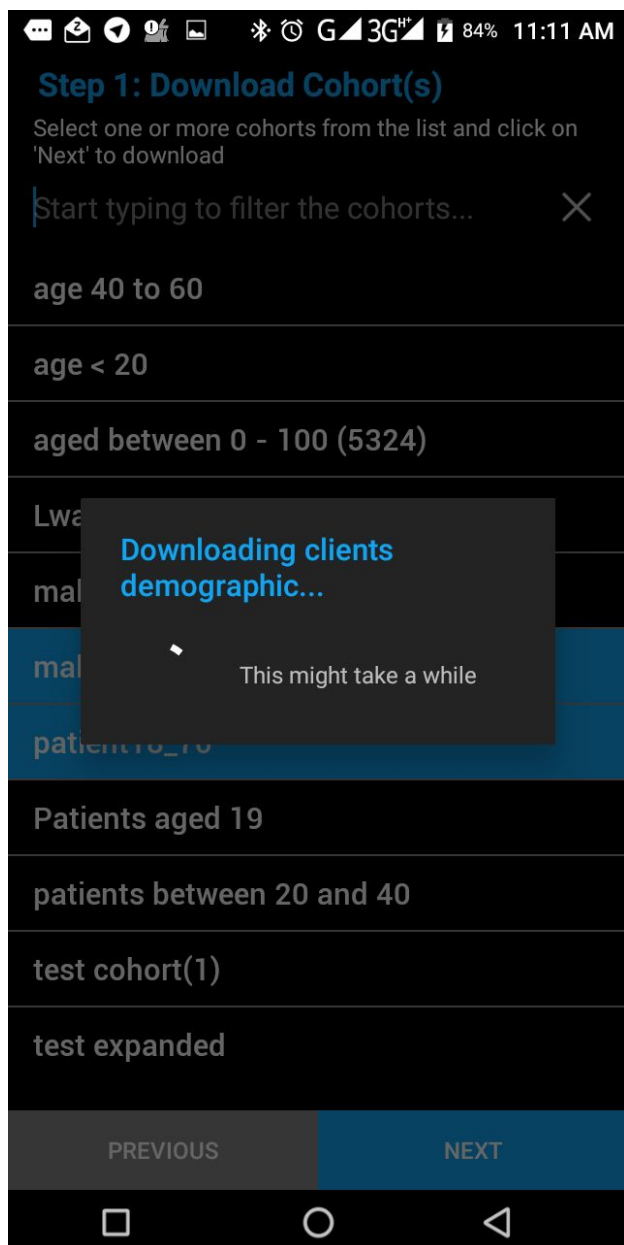 G 3G H+ 84% 11:11 AM
Step 1: Download Cohort(s)
Select one or more cohorts from the list and click on
'Next' to download
Start typing to filter the cohorts...
age 40 to 60
age < 20
aged between 0 - 100 (5324)
Downloading clients
demographic...
This might take a while
Patients aged 19
patients between 20 and 40
test cohort(1)
test expanded
PREVIOUS NEXT